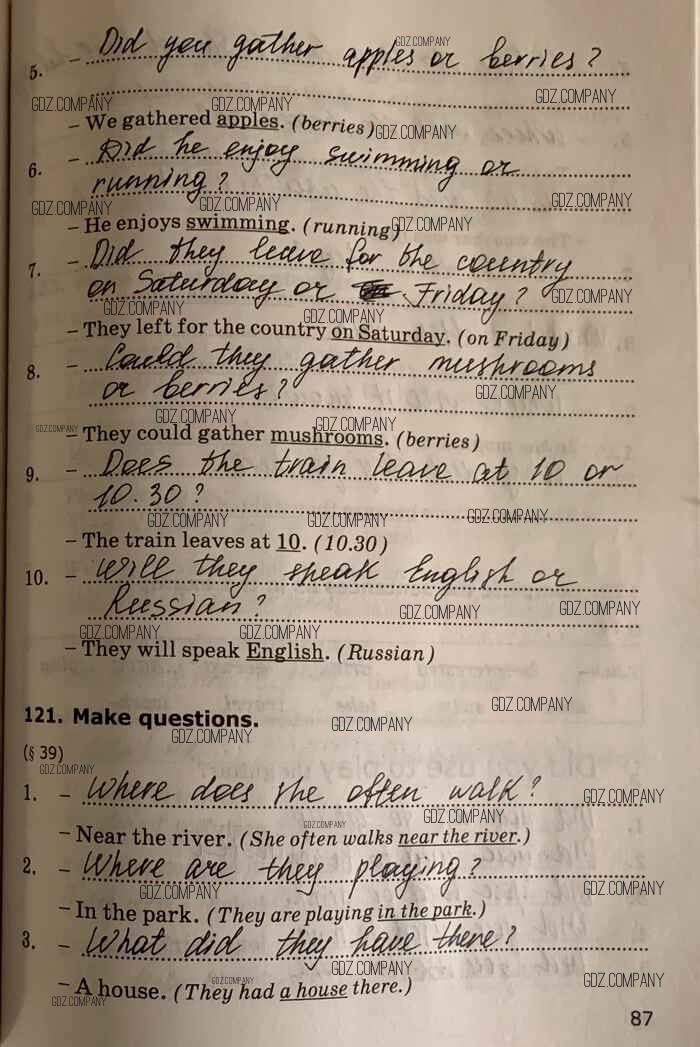 5. – Did you gather apples or berries?
– We gathered apples. (berries)
6. – Did he enjoy swimming or
running?
– He enjoys swimming. (running)
7. – Did they leave for the country
on Saturday or Friday?
– They left for the country on Saturday. (on Friday)
8. – Could they gather mushrooms
or berries?
– They could gather mushrooms. (berries)
9. – Does the train leave at 10 or
10.30?
– The train leaves at 10. (10.30)
10. – Will they speak English or
Russian?
– They will speak English. (Russian)
121. Make questions.
(§ 39)
1. – Where does she often walk?
– Near the river. (She often walks near the river.)
2. – Where are they playing?
– In the park. (They are playing in the park.)
3. – What did they have there?
– A house. (They had a house there.)
87
GDZ.COMPANY